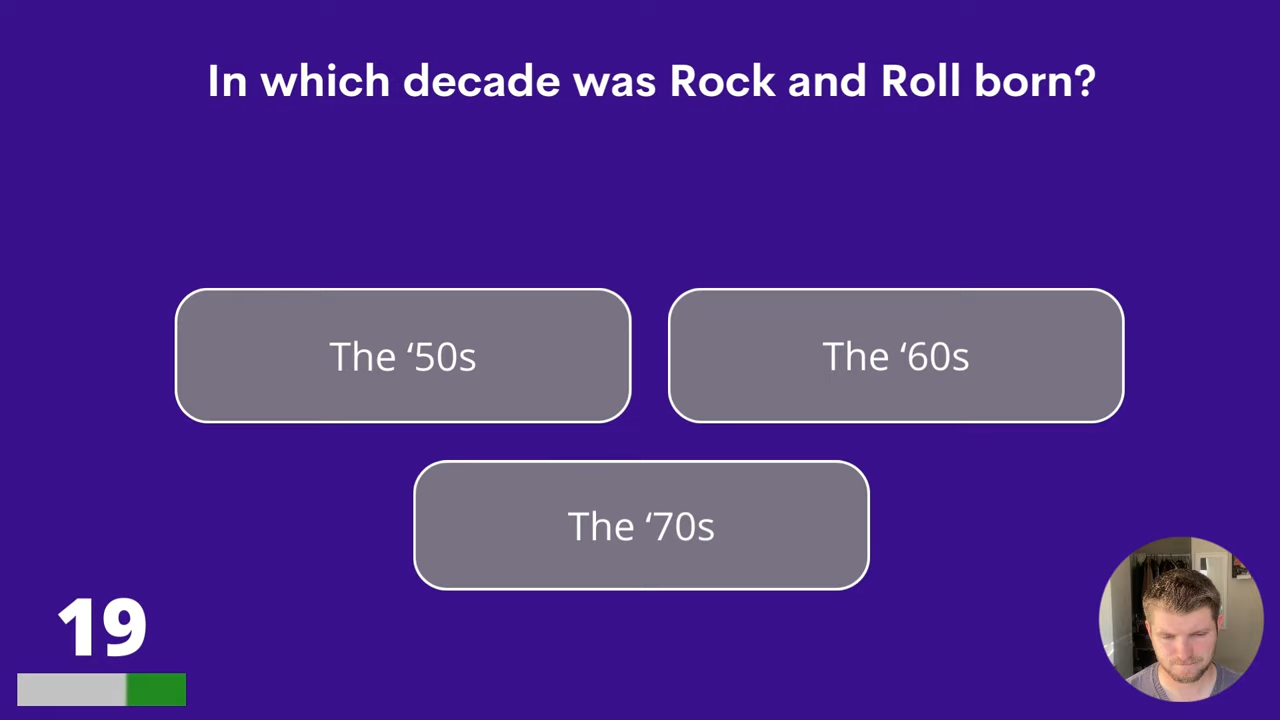 In which decade was Rock and Roll born?
The ‘50s
The ‘60s
The ‘70s
19